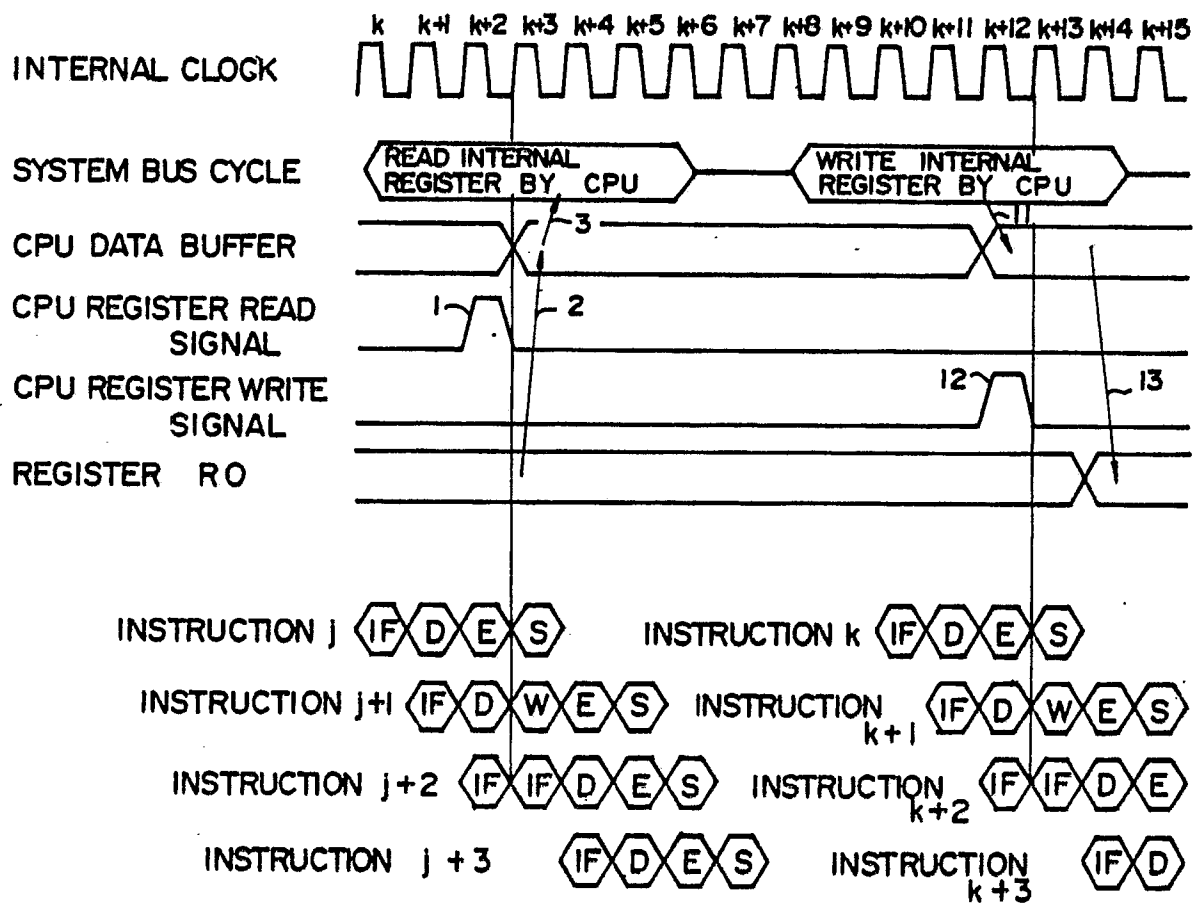 k k+1 k+2 k+3 k+4 k+5 k+6 k+7 k+8 k+9 k+10 k+11 k+12 k+13 k+14 k+15
INTERNAL CLOCK
SYSTEM BUS CYCLE
READ INTERNAL
REGISTER BY CPU
WRITE INTERNAL
REGISTER BY CPU
3
11
CPU DATA BUFFER
CPU REGISTER READ
SIGNAL
1
2
CPU REGISTER WRITE
SIGNAL
12
13
REGISTER RO
INSTRUCTION j IF D E S
INSTRUCTION k IF D E S
INSTRUCTION j+1 IF D W E S
INSTRUCTION
k+1
IF D W E S
INSTRUCTION j+2 IF IF D E S
INSTRUCTION
k+2
IF IF D E
INSTRUCTION j+3 IF D E S
INSTRUCTION
k+3
IF D